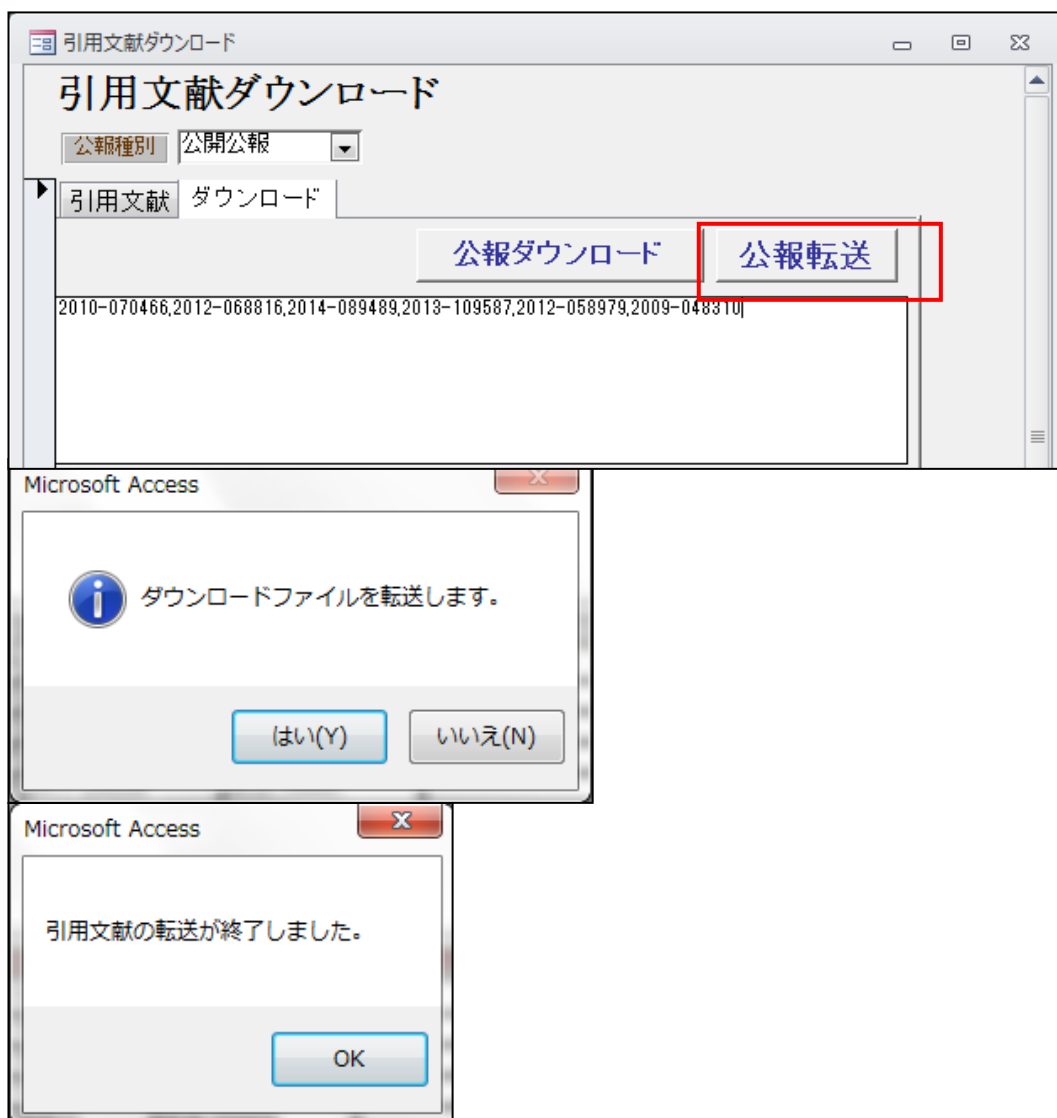 引用文献ダウンロード
引用文献ダウンロード
公報種別 公開公報
引用文献 ダウンロード
公報ダウンロード 公報転送
2010-070466,2012-068816,2014-089489,2013-109587,2012-058979,2009-048310
Microsoft Access
ダウンロードファイルを転送します。
はい(Y) いいえ(N)
Microsoft Access
引用文献の転送が終了しました。
OK